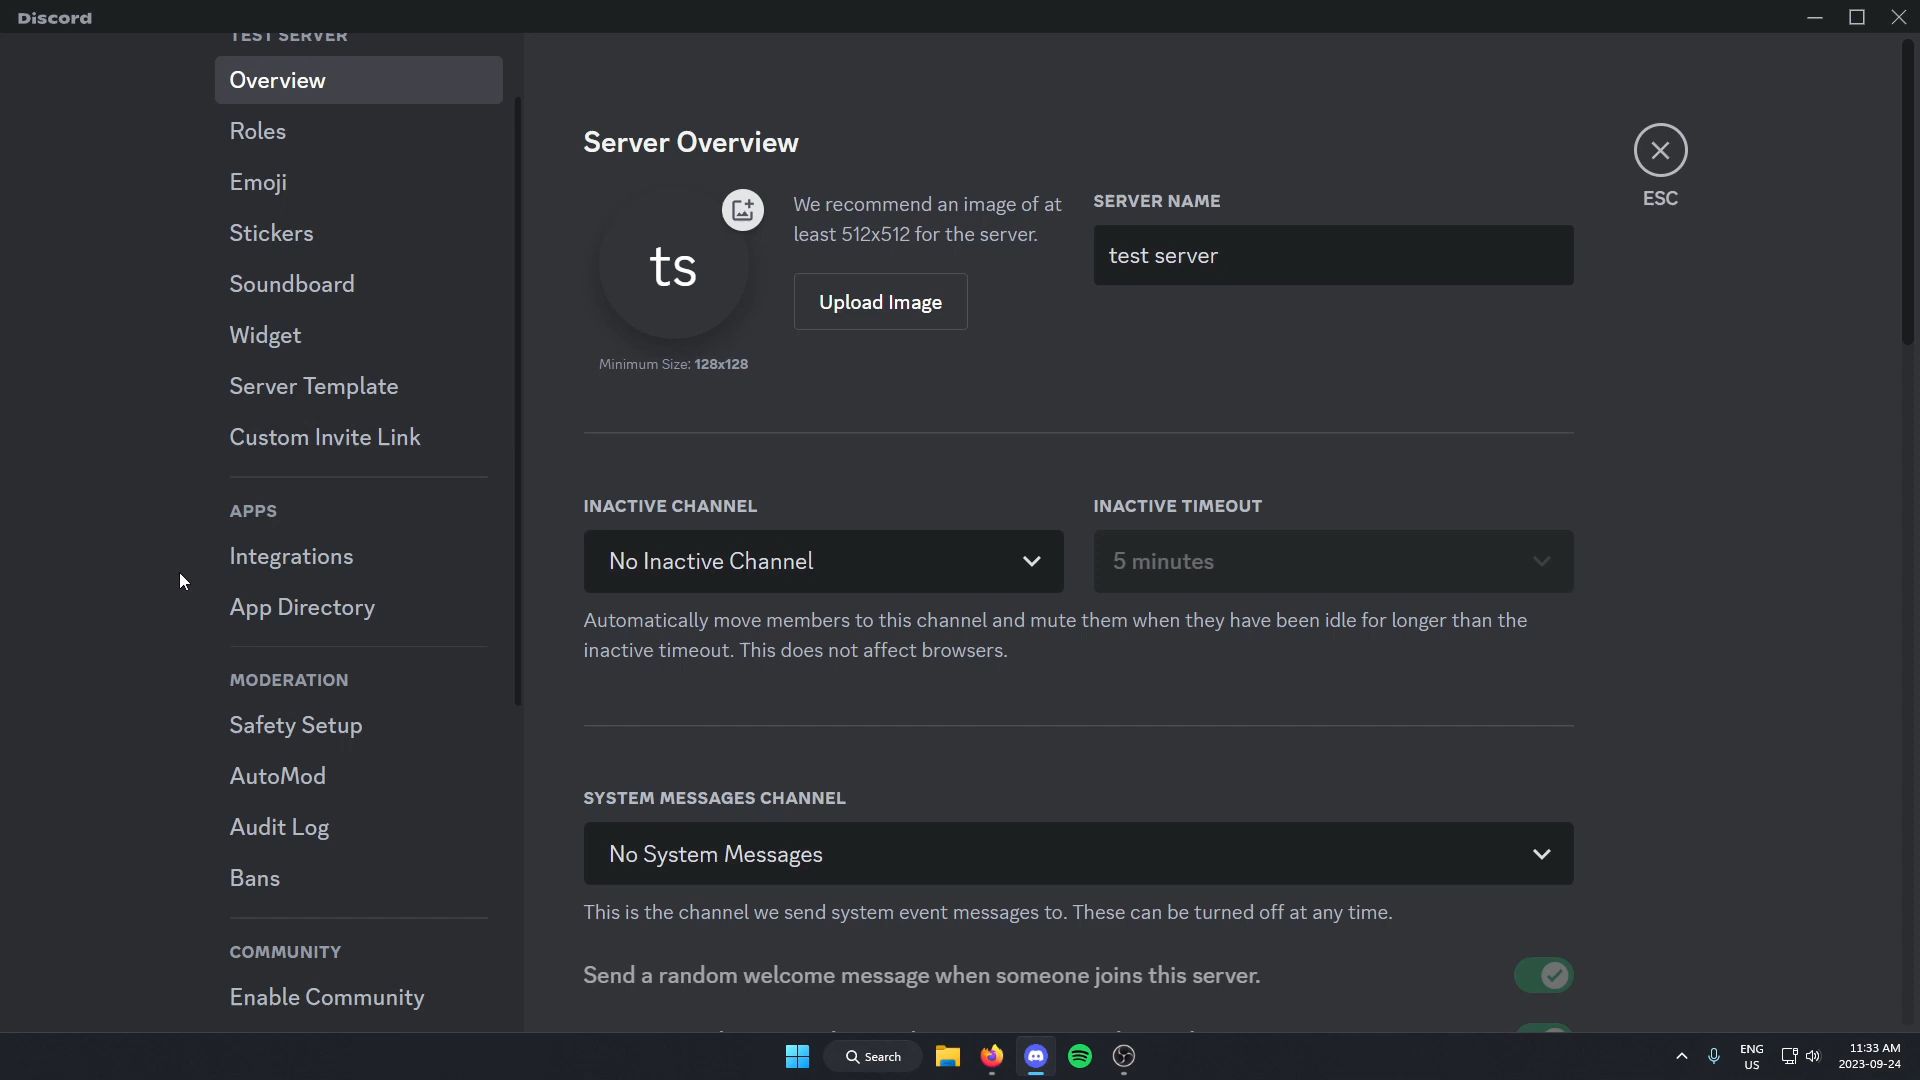 Discord
TEST SERVER
Overview
Roles
Emoji
Stickers
Soundboard
Widget
Server Template
Custom Invite Link
APPS
Integrations
App Directory
MODERATION
Safety Setup
AutoMod
Audit Log
Bans
COMMUNITY
Enable Community
Server Overview
ts
Minimum Size: 128x128
We recommend an image of at
least 512x512 for the server.
Upload Image
SERVER NAME
test server
ESC
INACTIVE CHANNEL
No Inactive Channel
INACTIVE TIMEOUT
5 minutes
Automatically move members to this channel and mute them when they have been idle for longer than the
inactive timeout. This does not affect browsers.
SYSTEM MESSAGES CHANNEL
No System Messages
This is the channel we send system event messages to. These can be turned off at any time.
Send a random welcome message when someone joins this server.
Search
ENG
US
11:33 AM
2023-09-24